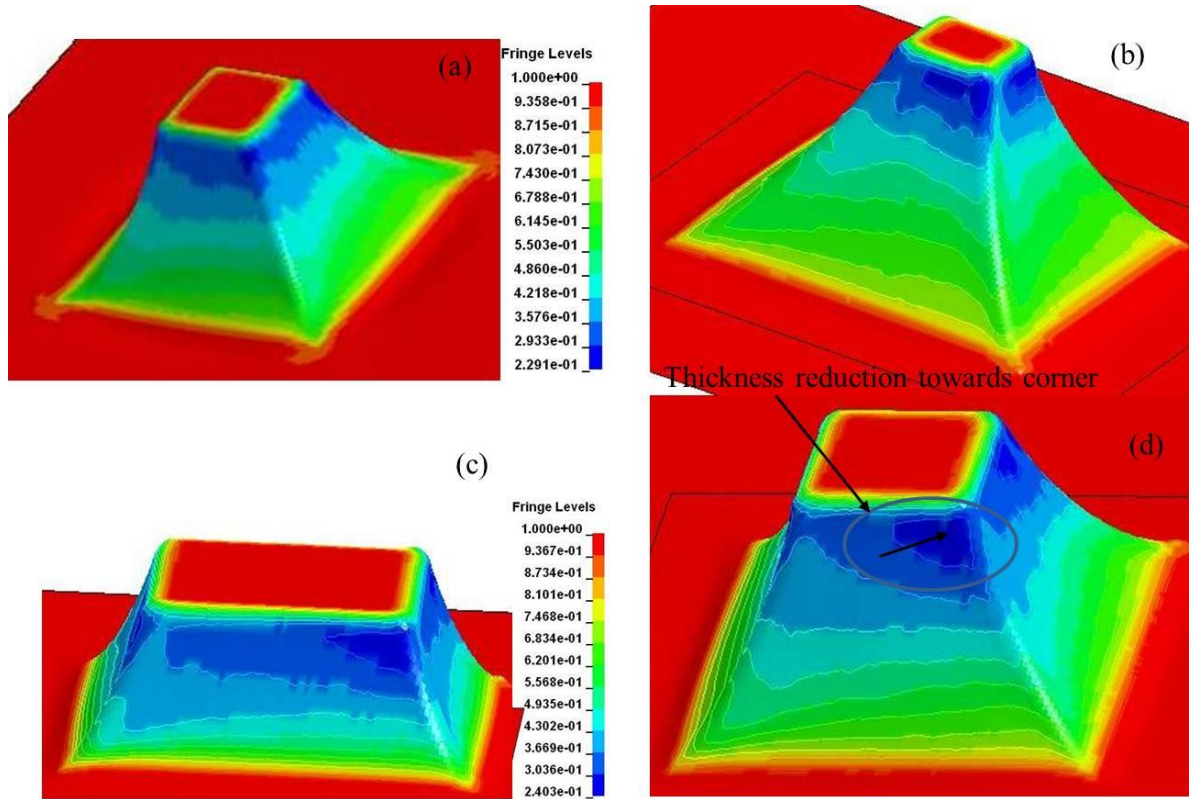 (a)
Fringe Levels
1.000e+00
9.358e-01
8.715e-01
8.073e-01
7.430e-01
6.788e-01
6.145e-01
5.503e-01
4.860e-01
4.218e-01
3.576e-01
2.933e-01
2.291e-01
(b)
Thickness reduction towards corner
(c)
Fringe Levels
1.000e+00
9.367e-01
8.734e-01
8.101e-01
7.468e-01
6.834e-01
6.201e-01
5.568e-01
4.935e-01
4.302e-01
3.669e-01
3.036e-01
2.403e-01
(d)